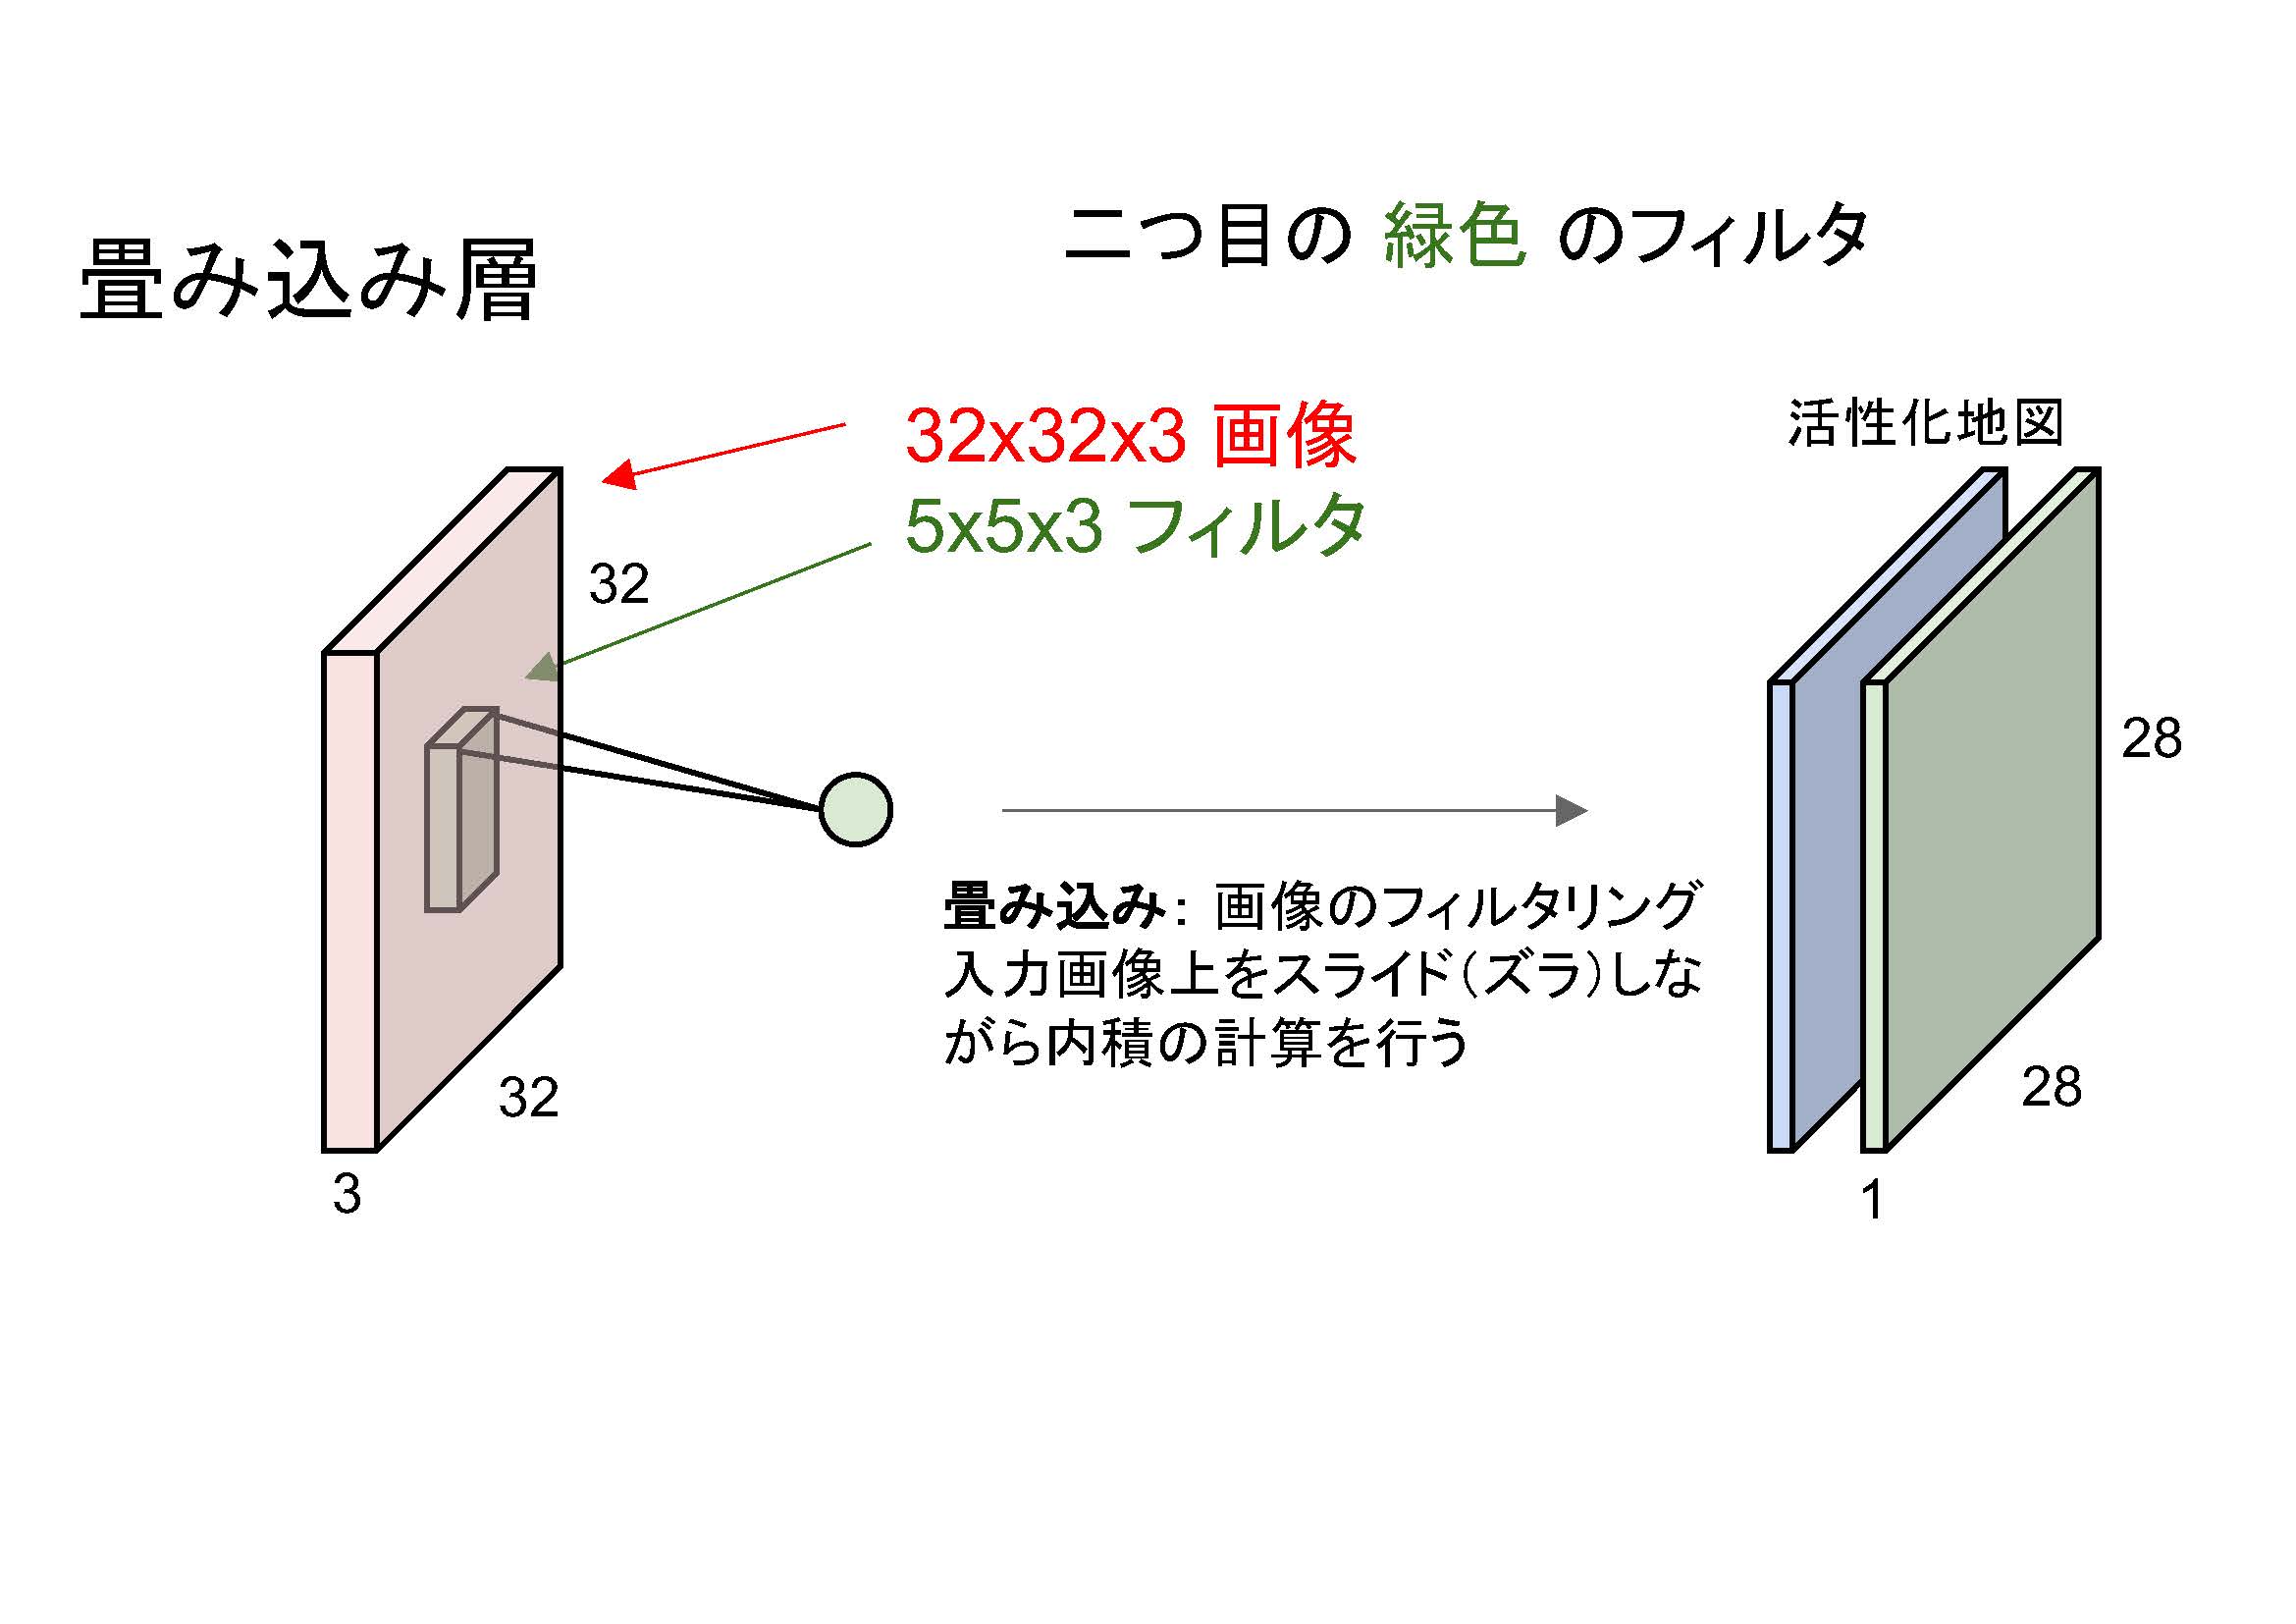 二つ目の 緑色 のフィルタ
畳み込み層
32x32x3 画像
5x5x3 フィルタ
活性化地図
32
32
3
28
28
1
畳み込み: 画像のフィルタリング
入力画像上をスライド(ズラ)しな
がら内積の計算を行う